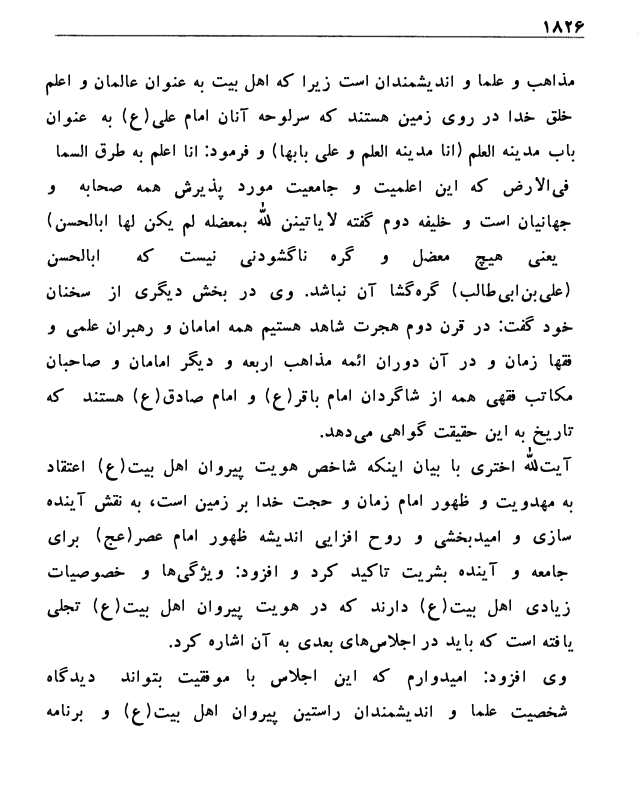 ۱۸۲۶
مذاهب و علما و اندیشمندان است زیرا که اهل بیت به عنوان عالمان و اعلم
خلق خدا در روی زمین هستند که سرلوحه آنان امام علی(ع) به عنوان
باب مدینه العلم (انا مدینه العلم و علی بابها) و فرمود: انا اعلم به طرق السما
فی‌الارض که این اعلمیت و جامعیت مورد پذیرش همه صحابه و
جهانیان است و خلیفه دوم گفته لایاتینن لله بمعضله لم یکن لها ابالحسن)
یعنی هیچ معضل و گره ناگشودنی نیست که ابالحسن
(علی‌بن‌ابی‌طالب) گره‌گشا آن نباشد. وی در بخش دیگری از سخنان
خود گفت: در قرن دوم هجرت شاهد هستیم همه امامان و رهبران علمی و
فقها زمان و در آن دوران ائمه مذاهب اربعه و دیگر امامان و صاحبان
مکاتب فقهی همه از شاگردان امام باقر(ع) و امام صادق(ع) هستند که
تاریخ به این حقیقت گواهی می‌دهد.
آیت‌لله اختری با بیان اینکه شاخص هویت پیروان اهل بیت(ع) اعتقاد
به مهدویت و ظهور امام زمان و حجت خدا بر زمین است، به نقش آینده
سازی و امیدبخشی و روح افزایی اندیشه ظهور امام عصر(عج) برای
جامعه و آینده بشریت تاکید کرد و افزود: ویژگی‌ها و خصوصیات
زیادی اهل بیت(ع) دارند که در هویت پیروان اهل بیت(ع) تجلی
یافته است که باید در اجلاس‌های بعدی به آن اشاره کرد.
وی افزود: امیدوارم که این اجلاس با موفقیت بتواند دیدگاه
شخصیت علما و اندیشمندان راستین پیروان اهل بیت(ع) و برنامه